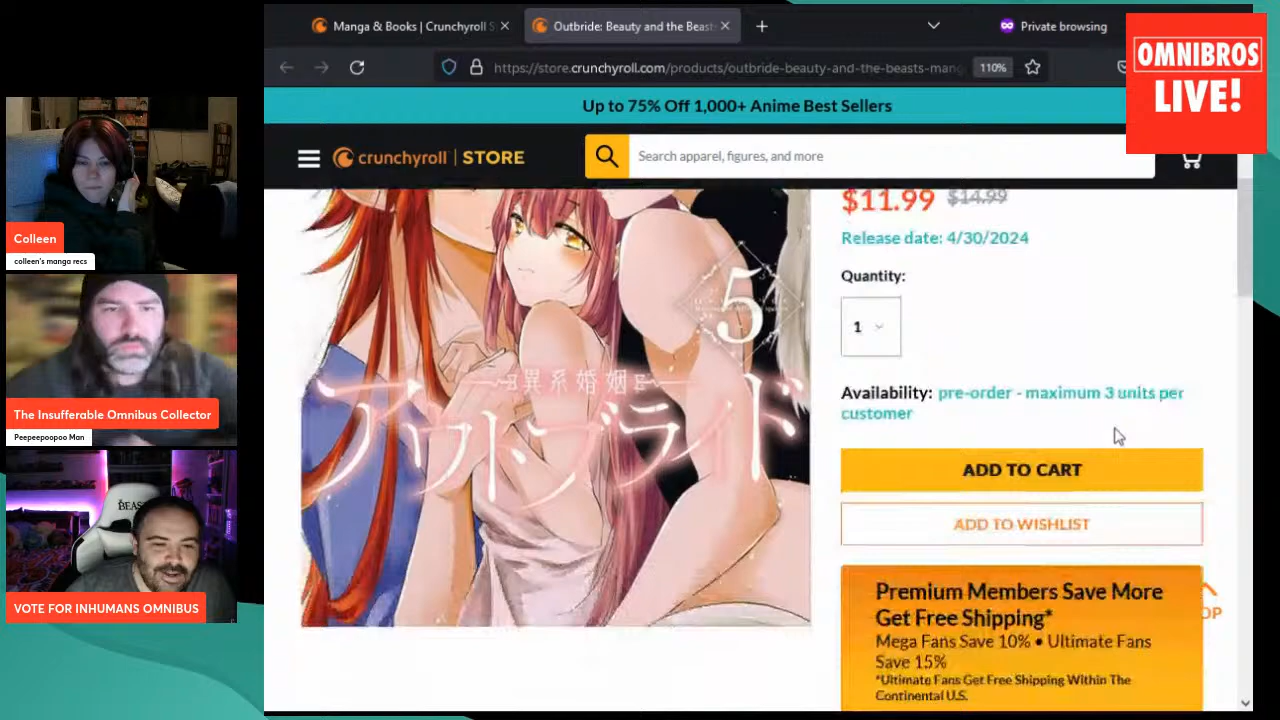 Manga & Books | Crunchyroll S
Outbride: Beauty and the Beast
Private browsing
OMNIBROS
LIVE!
https://store.crunchyroll.com/products/outbride-beauty-and-the-beasts-man
110%
Up to 75% Off 1,000+ Anime Best Sellers
crunchyroll | STORE
Search apparel, figures, and more
$11.99 $14.99
Release date: 4/30/2024
Quantity:
1
Availability: pre-order - maximum 3 units per
customer
ADD TO CART
ADD TO WISHLIST
Premium Members Save More
Get Free Shipping*
Mega Fans Save 10% • Ultimate Fans
Save 15%
*Ultimate Fans Get Free Shipping Within The
Continental U.S.
OP
5
異系婚姻
アウトブライド
Colleen
colleen's manga recs
The Insufferable Omnibus Collector
Peepeepoopoo Man
BEAS
VOTE FOR INHUMANS OMNIBUS